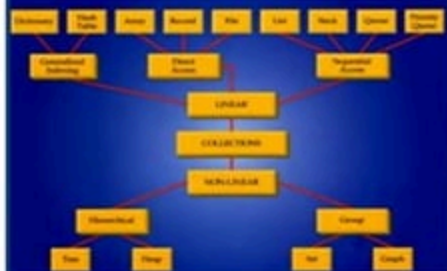 Dictionary
Hash
Table
Array
Record
File
List
Stack
Queue
Priority
Queue
Generalized
Indexing
Direct
Access
Sequential
Access
LINEAR
COLLECTIONS
NON-LINEAR
Hierarchical
Group
Tree
Heap
Set
Graph